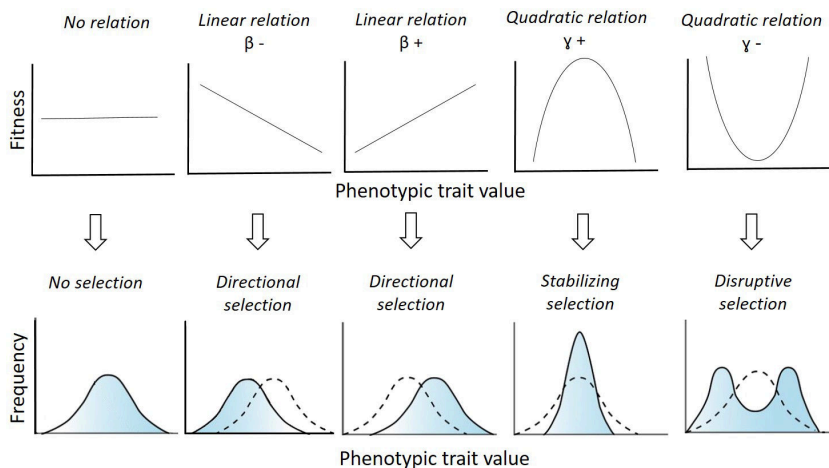 No relation
Linear relation
β -
Linear relation
β +
Quadratic relation
ɣ +
Quadratic relation
ɣ -
Fitness
Phenotypic trait value
No selection
Directional
selection
Directional
selection
Stabilizing
selection
Disruptive
selection
Frequency
Phenotypic trait value